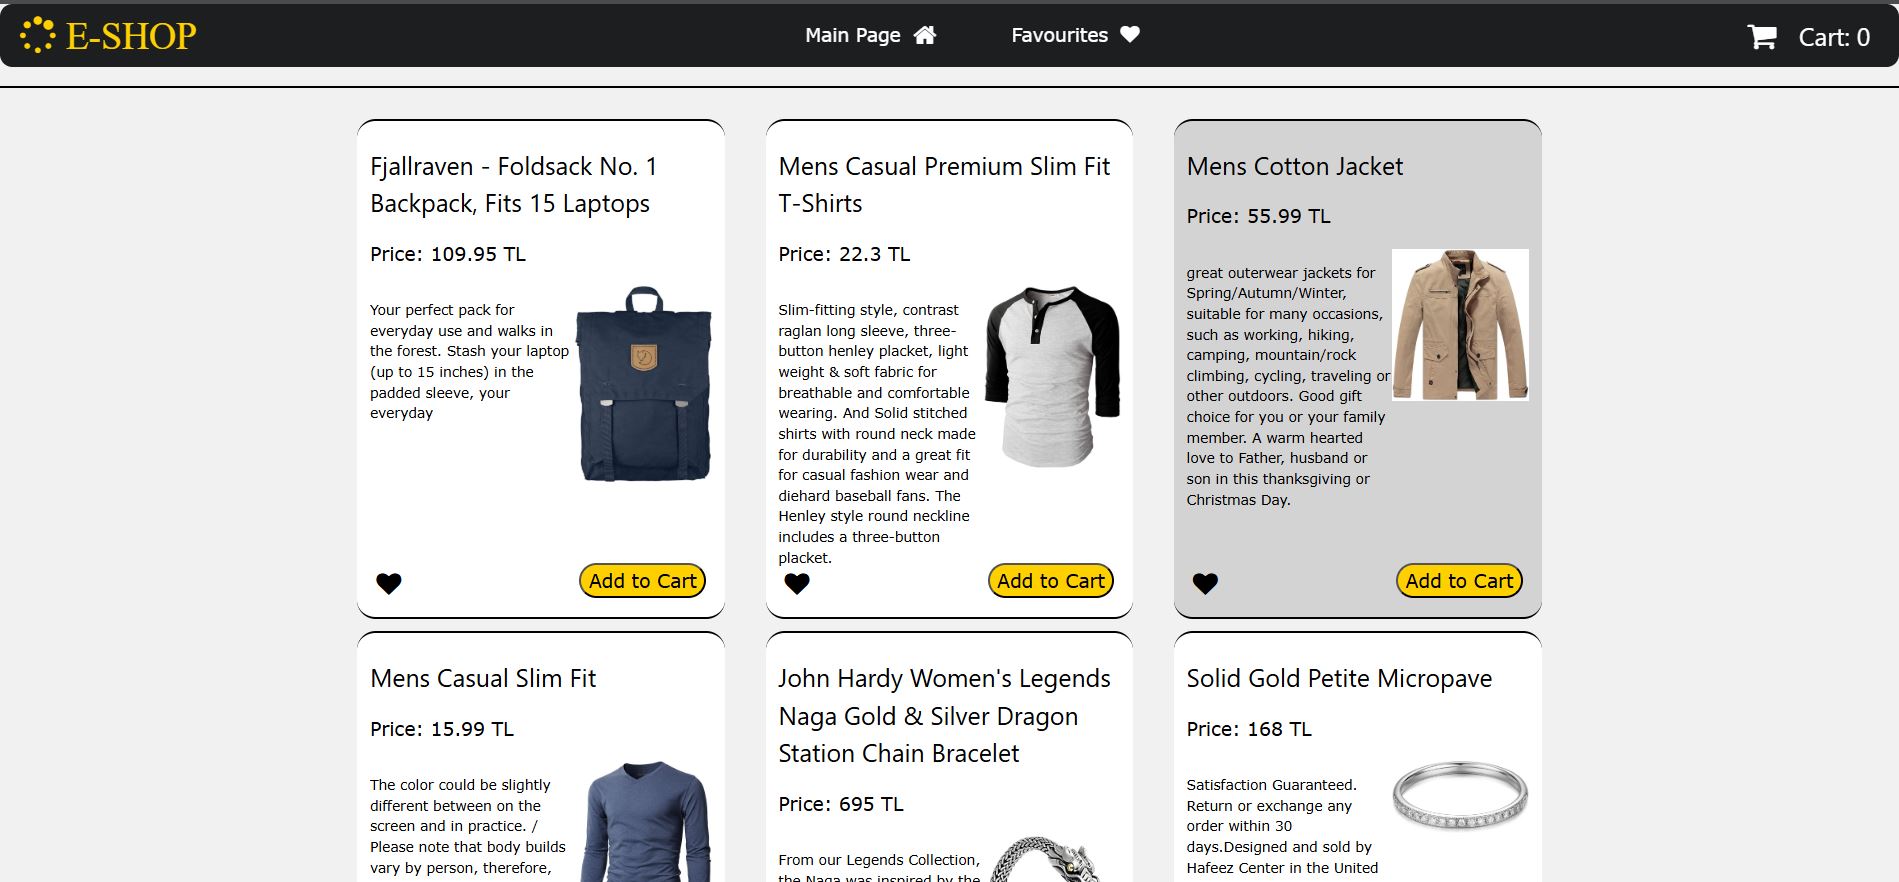 E-SHOP
Main Page
Favourites
Cart: 0
Fjallraven - Foldsack No. 1
Backpack, Fits 15 Laptops
Price: 109.95 TL
Your perfect pack for
everyday use and walks in
the forest. Stash your laptop
(up to 15 inches) in the
padded sleeve, your
everyday
Add to Cart
Mens Casual Premium Slim Fit
T-Shirts
Price: 22.3 TL
Slim-fitting style, contrast
raglan long sleeve, three-
button henley placket, light
weight & soft fabric for
breathable and comfortable
wearing. And Solid stitched
shirts with round neck made
for durability and a great fit
for casual fashion wear and
diehard baseball fans. The
Henley style round neckline
includes a three-button
placket.
Add to Cart
Mens Cotton Jacket
Price: 55.99 TL
great outerwear jackets for
Spring/Autumn/Winter,
suitable for many occasions,
such as working, hiking,
camping, mountain/rock
climbing, cycling, traveling or
other outdoors. Good gift
choice for you or your family
member. A warm hearted
love to Father, husband or
son in this thanksgiving or
Christmas Day.
Add to Cart
Mens Casual Slim Fit
Price: 15.99 TL
The color could be slightly
different between on the
screen and in practice. /
Please note that body builds
vary by person, therefore,
John Hardy Women's Legends
Naga Gold & Silver Dragon
Station Chain Bracelet
Price: 695 TL
From our Legends Collection,
the Naga was inspired by the
Solid Gold Petite Micropave
Price: 168 TL
Satisfaction Guaranteed.
Return or exchange any
order within 30
days.Designed and sold by
Hafeez Center in the United